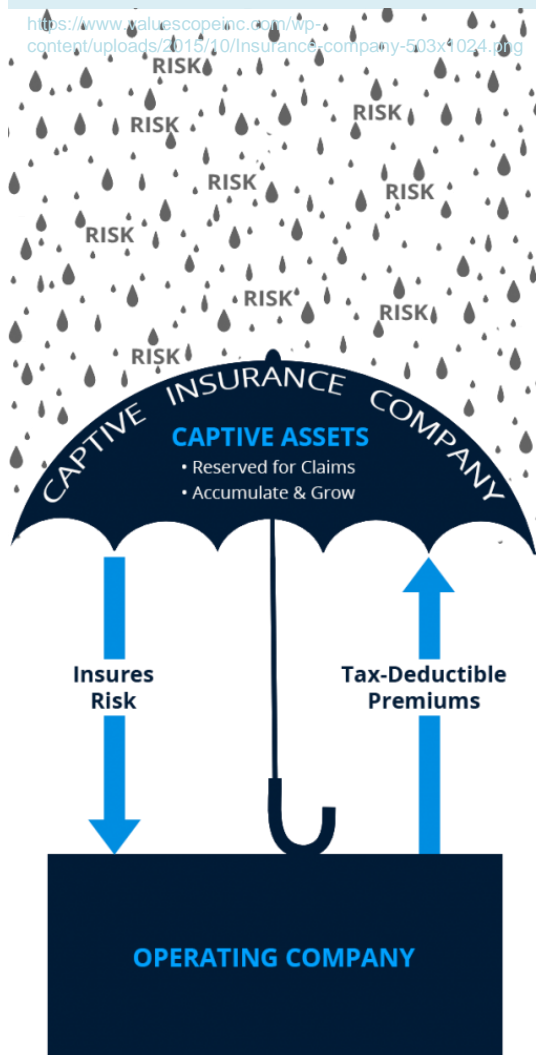 https://www.valuescopeinc.com/wp-
content/uploads/2015/10/Insurance-company-503x1024.png
RISK
RISK
RISK
RISK
RISK
RISK
RISK
RISK
RISK
CAPTIVE INSURANCE COMPANY
CAPTIVE ASSETS
• Reserved for Claims
• Accumulate & Grow
Insures
Risk
Tax-Deductible
Premiums
OPERATING COMPANY